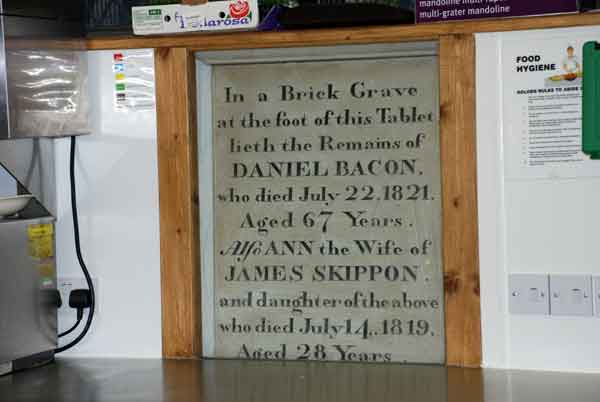 larosa
multi-grater mandoline
FOOD
HYGIENE
In a Brick Grave
at the foot of this Tablet
lieth the Remains of
DANIEL BACON.
who died July 22. 1821.
Aged 67 Years.
Alſo ANN the Wife of
JAMES SKIPPON.
and daughter of the above
who died July 14.. 1819.
Aged 28 Years.